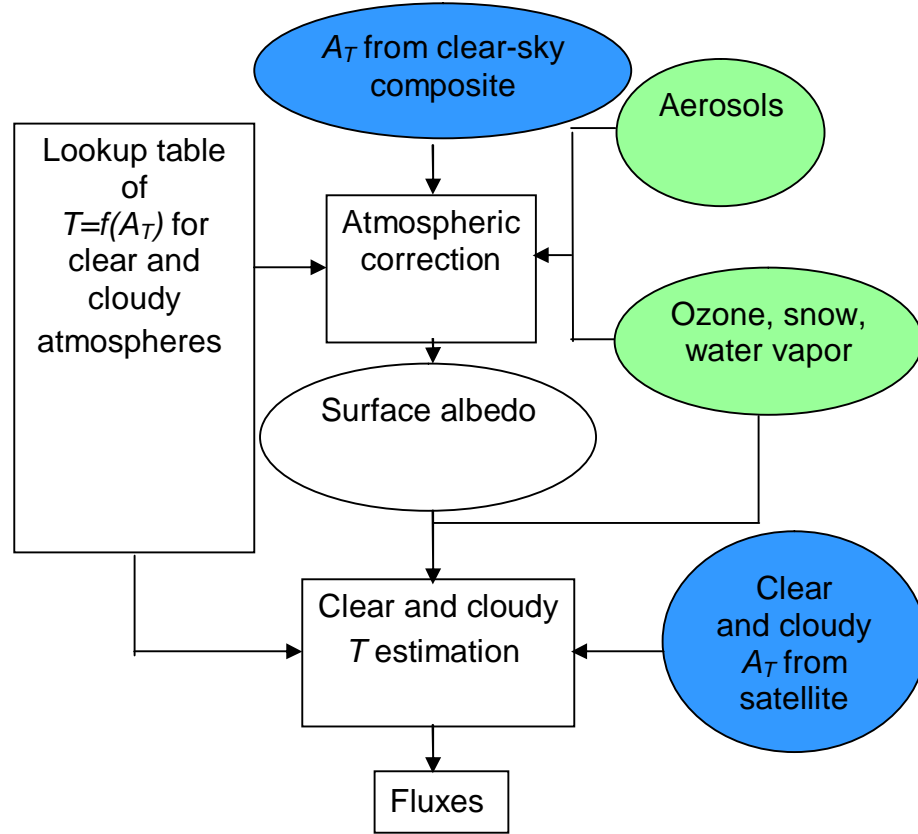 A_T from clear-sky
composite
Aerosols
Lookup table
of
T=f(A_T) for
clear and
cloudy
atmospheres
Atmospheric
correction
Ozone, snow,
water vapor
Surface albedo
Clear and cloudy
T estimation
Clear
and cloudy
A_T from
satellite
Fluxes